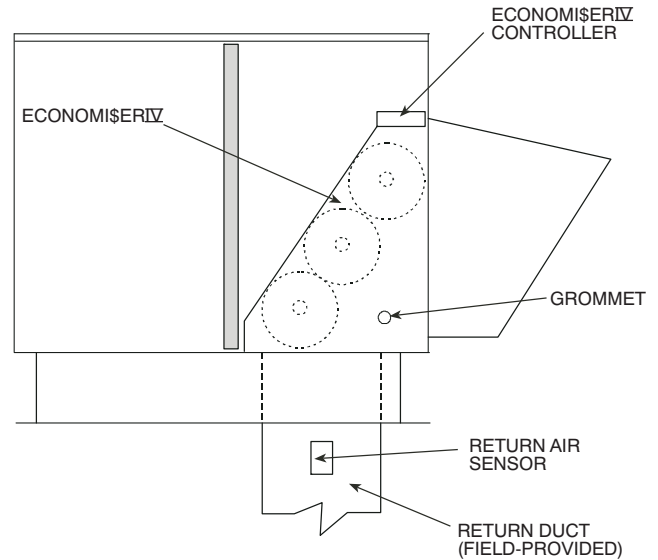 ECONOMI$ERIV
CONTROLLER
ECONOMI$ERIV
GROMMET
RETURN AIR
SENSOR
RETURN DUCT
(FIELD-PROVIDED)